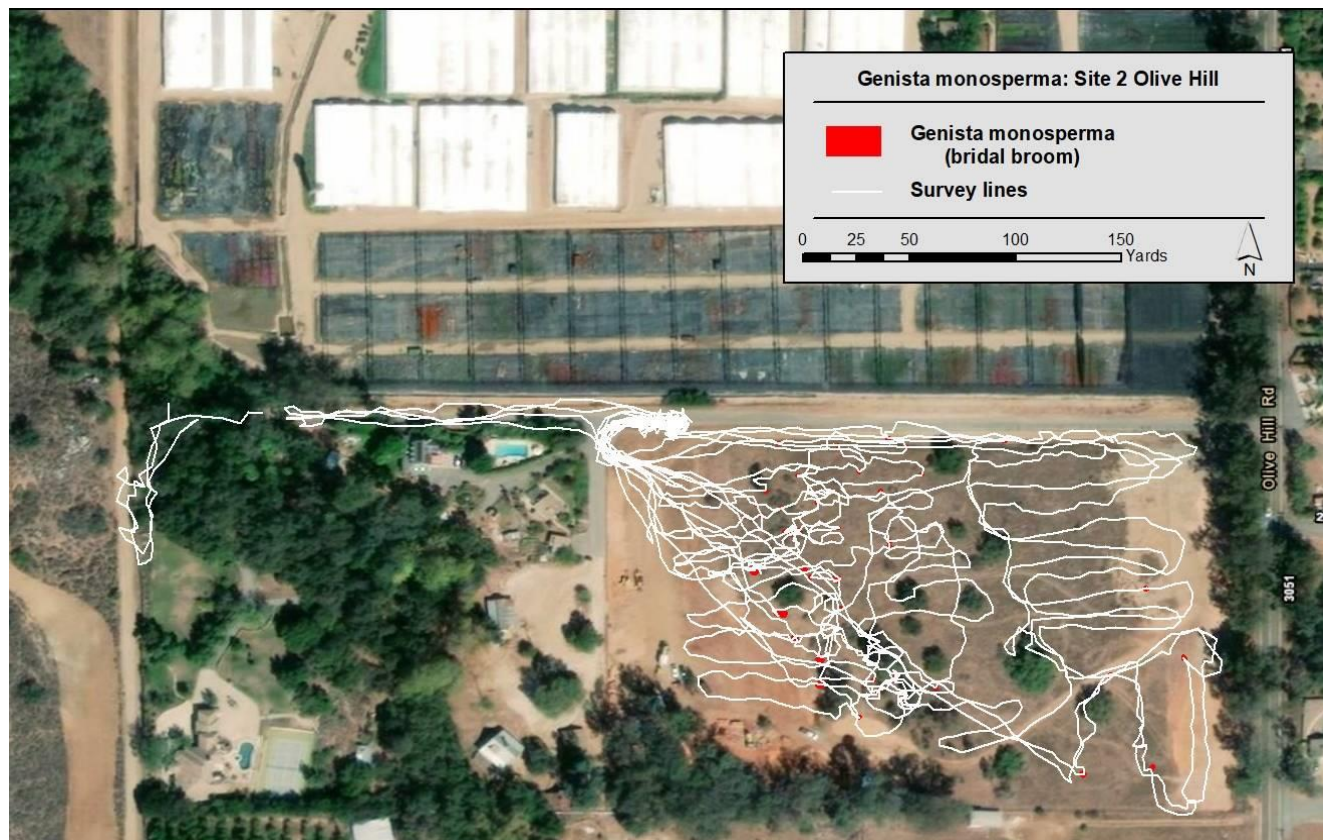 Genista monosperma: Site 2 Olive Hill
Genista monosperma
(bridal broom)
Survey lines
0 25 50 100 150
Yards
N
Olive Hill Rd
3051